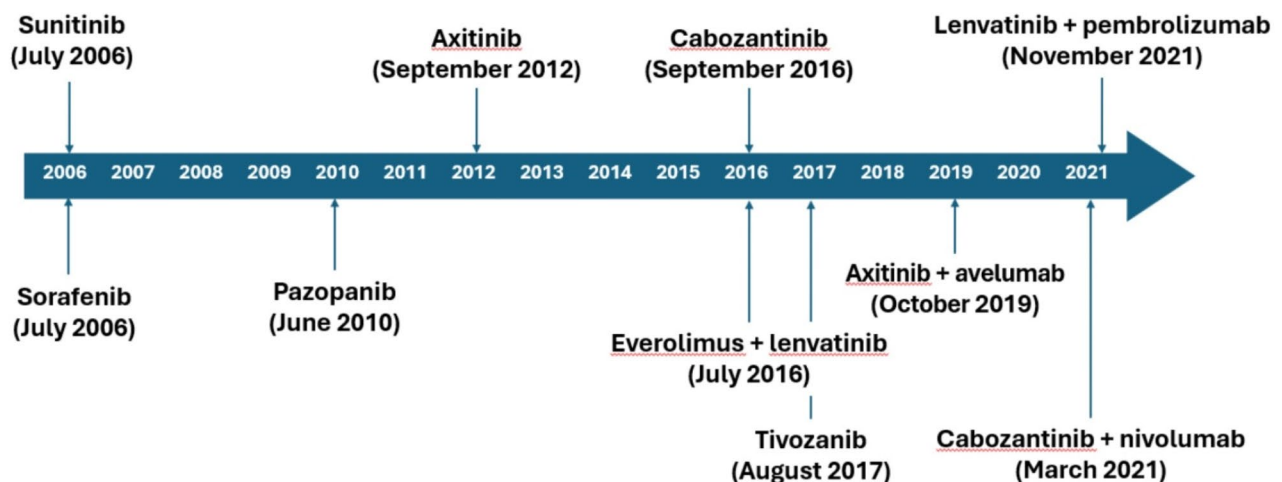 Sunitinib
(July 2006)
Axitinib
(September 2012)
Cabozantinib
(September 2016)
Lenvatinib + pembrolizumab
(November 2021)
2006 2007 2008 2009 2010 2011 2012 2013 2014 2015 2016 2017 2018 2019 2020 2021
Sorafenib
(July 2006)
Pazopanib
(June 2010)
Everolimus + lenvatinib
(July 2016)
Tivozanib
(August 2017)
Axitinib + avelumab
(October 2019)
Cabozantinib + nivolumab
(March 2021)